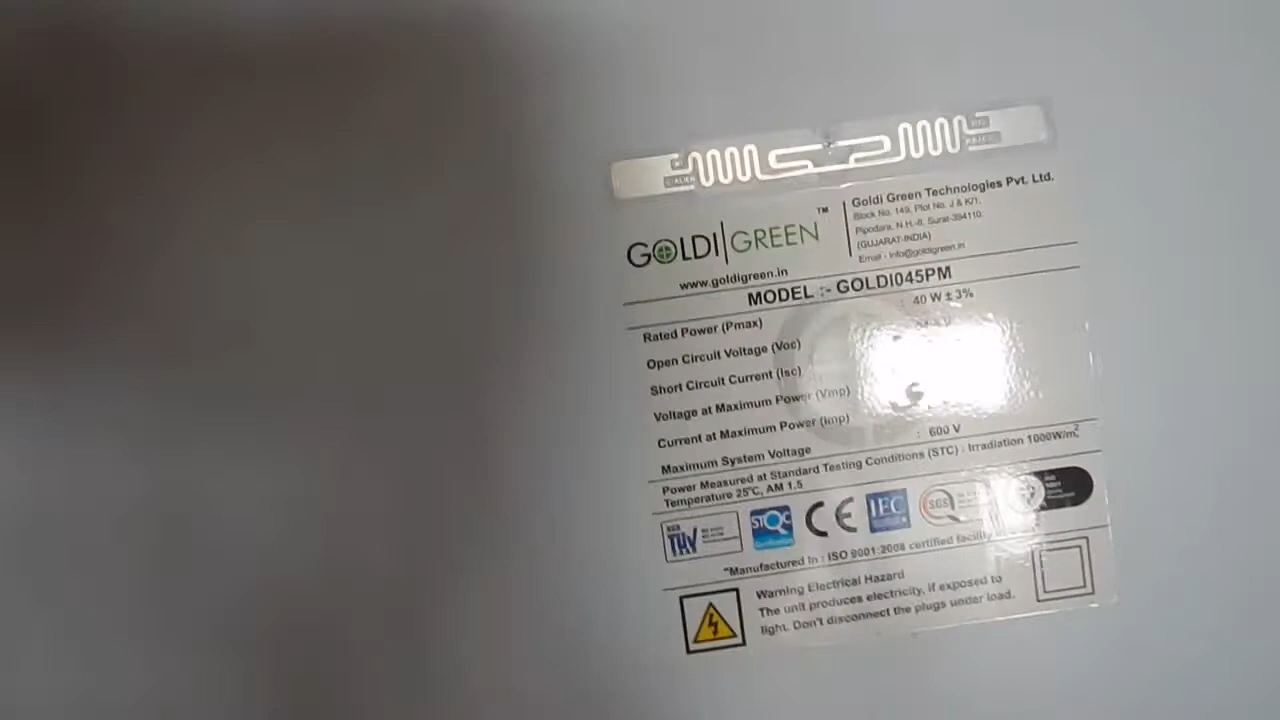 GOLDI GREEN ™
www.goldigreen.in
Goldi Green Technologies Pvt. Ltd.
Block No. 149, Plot No. J & K/1,
Pipodara, N.H.-8, Surat-394110.
(GUJARAT-INDIA)
Email - info@goldigreen.in
MODEL :- GOLDI045PM
Rated Power (Pmax) : 40 W ± 3%
Open Circuit Voltage (Voc)
Short Circuit Current (Isc)
Voltage at Maximum Power (Vmp)
Current at Maximum Power (Imp)
Maximum System Voltage : 600 V
Power Measured at Standard Testing Conditions (STC) : Irradiation 1000W/m²,
Temperature 25°C, AM 1.5
STQC
CE
IEC
SGS
"Manufactured In : ISO 9001:2008 certified facility
Warning Electrical Hazard
The unit produces electricity, if exposed to
light. Don't disconnect the plugs under load.